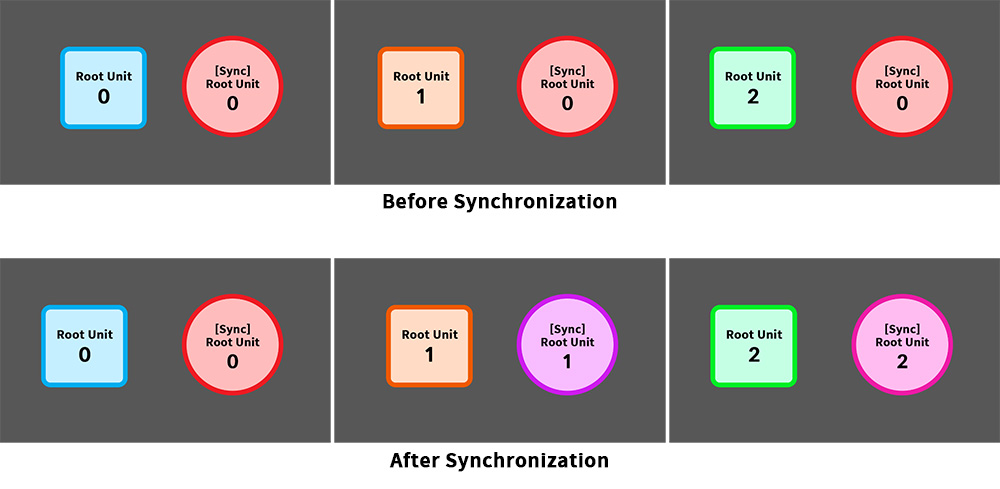 Root Unit
0
[Sync]
Root Unit
0
Root Unit
1
[Sync]
Root Unit
0
Root Unit
2
[Sync]
Root Unit
0
Before Synchronization
Root Unit
0
[Sync]
Root Unit
0
Root Unit
1
[Sync]
Root Unit
1
Root Unit
2
[Sync]
Root Unit
2
After Synchronization